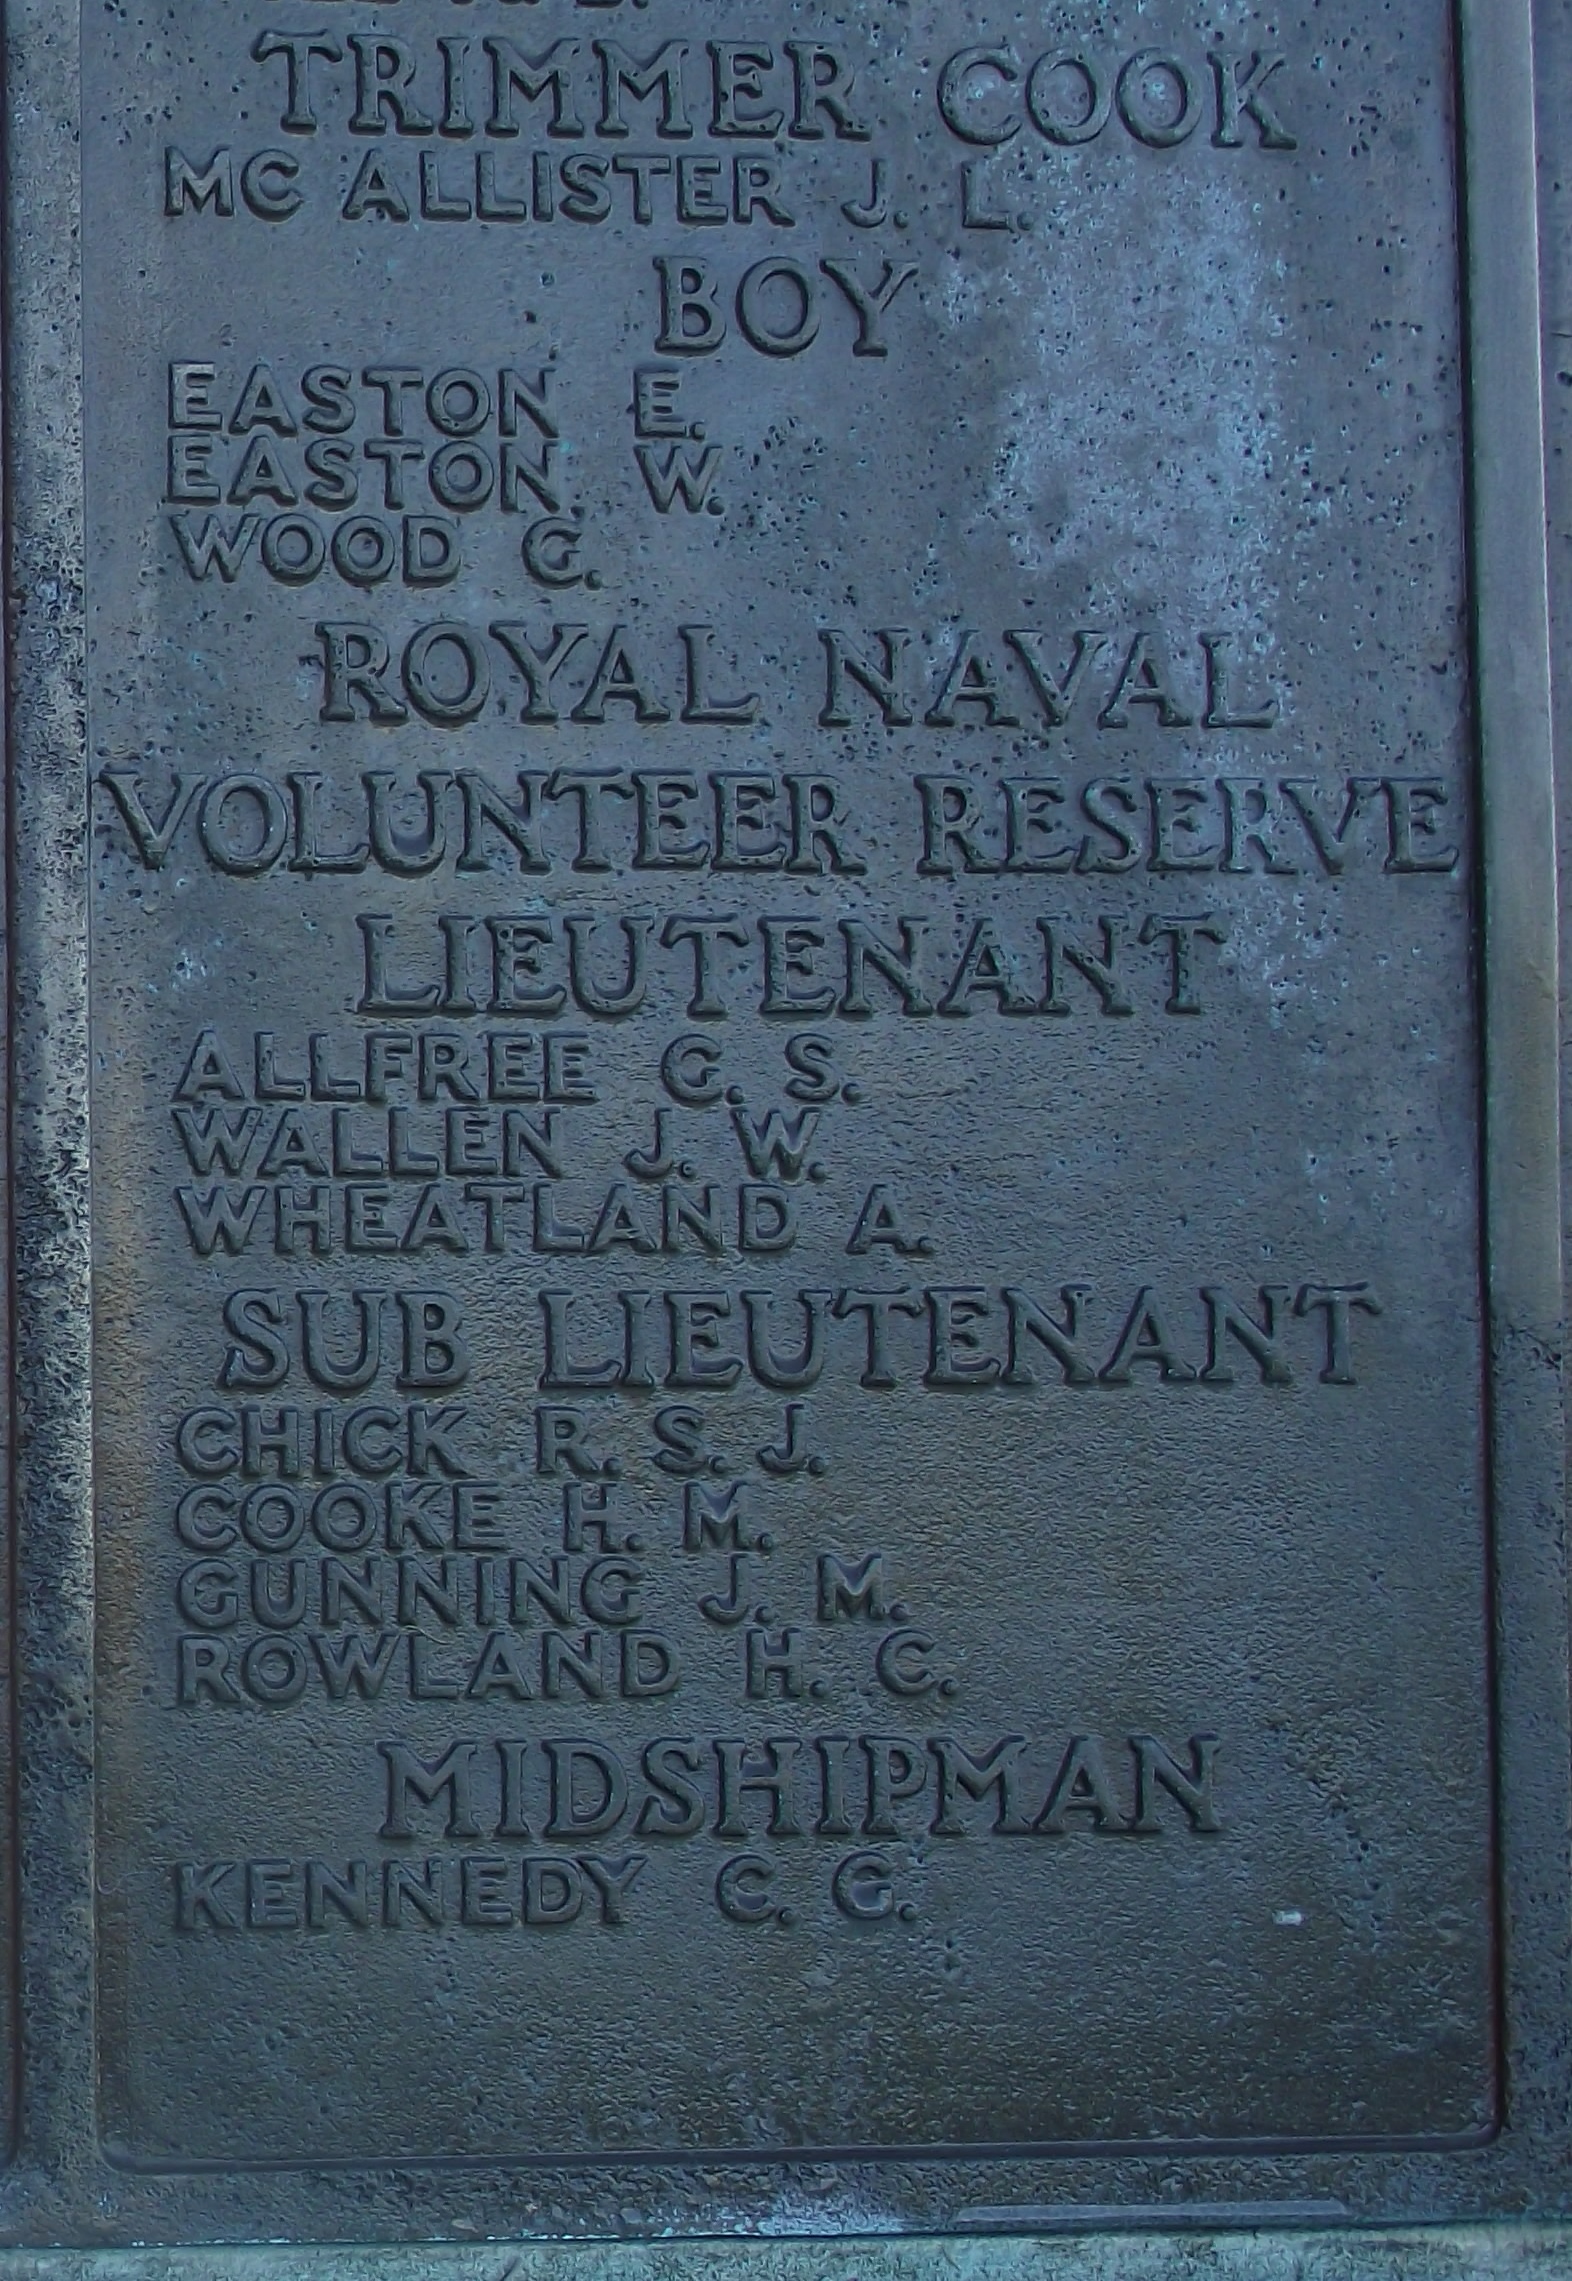 TRIMMER COOK
MC ALLISTER J. L.
BOY
EASTON E.
EASTON W.
WOOD G.
ROYAL NAVAL
VOLUNTEER RESERVE
LIEUTENANT
ALLFREE G. S.
WALLEN J. W.
WHEATLAND A.
SUB LIEUTENANT
CHICK R. S. J.
COOKE H. M.
GUNNING J. M.
ROWLAND H. C.
MIDSHIPMAN
KENNEDY C. G.